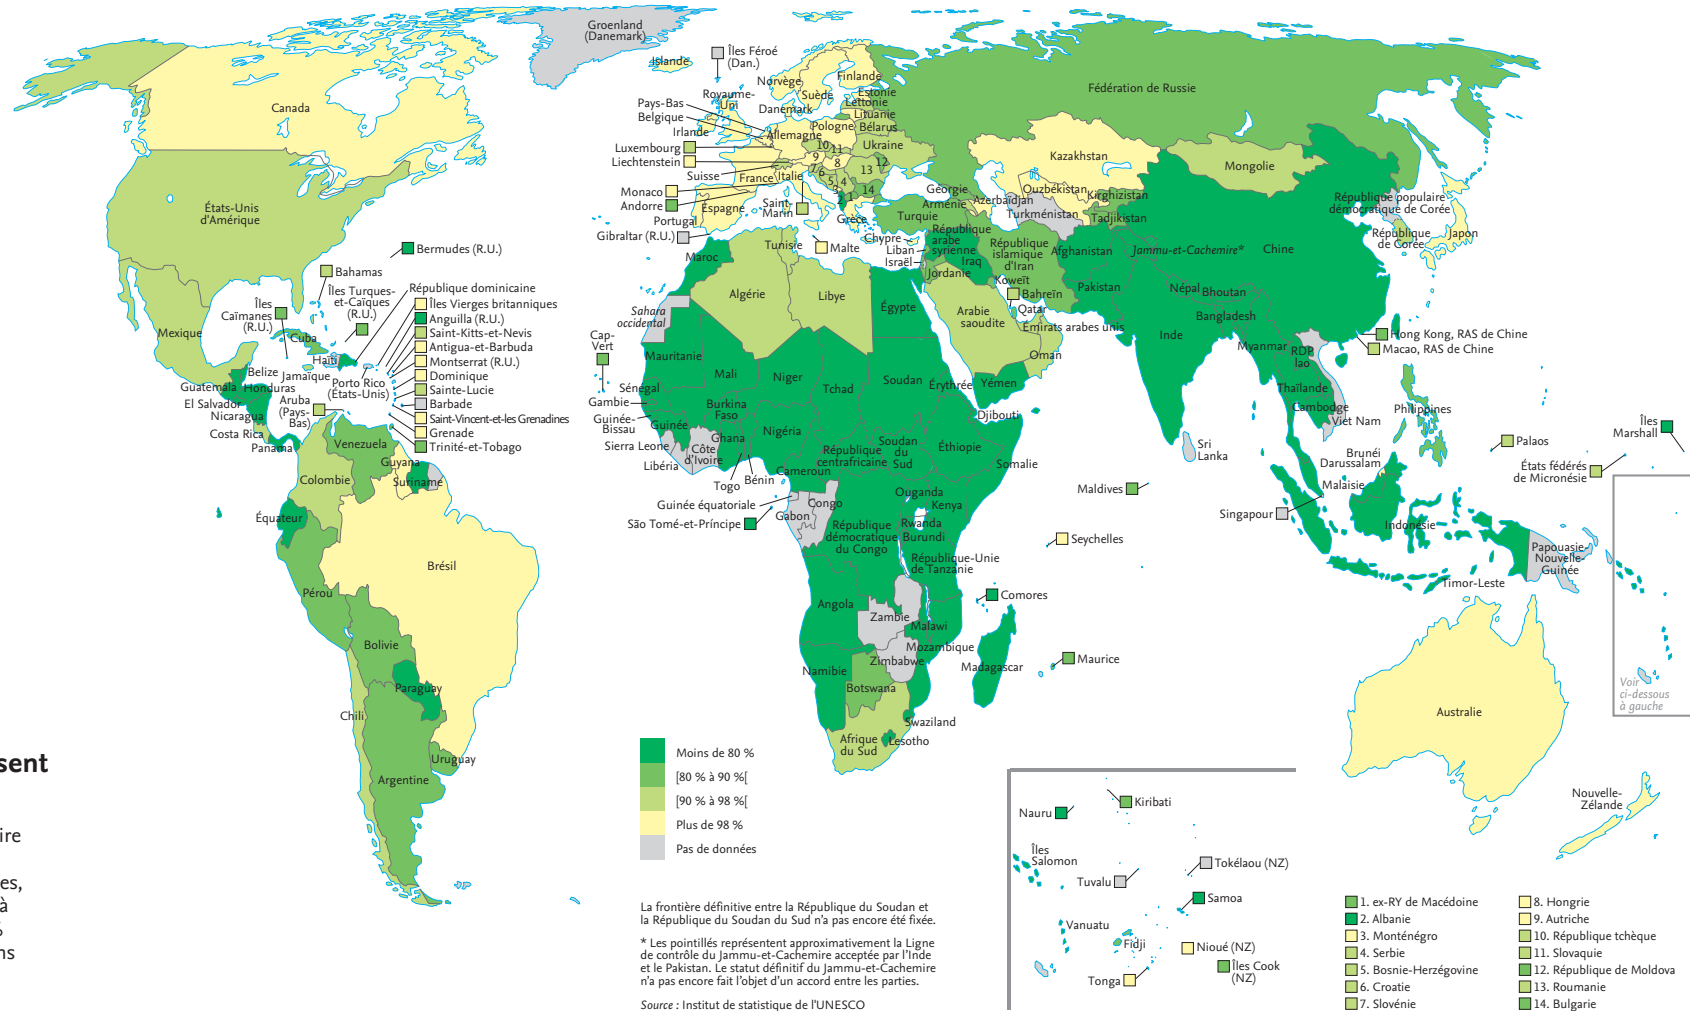 Groenland
(Danemark)
Îles Féroé
(Dan.)
Islande
Norvège
Finlande
Suède
Estonie
Lettonie
Lituanie
Royaume-
Uni
Danemark
Pays-Bas
Belgique
Irlande
Pologne
Bélarus
Allemagne
Luxembourg
Liechtenstein
Ukraine
Suisse
France
Italie
Monaco
Andorre
Espagne
Saint-
Marin
Portugal
Gibraltar (R.U.)
Grèce
Malte
10
11
9
8
7
6
5
4
3
2
1
12
13
14
Fédération de Russie
Canada
États-Unis
d'Amérique
Kazakhstan
Mongolie
Géorgie
Arménie
Azerbaïdjan
Ouzbékistan
Kirghizistan
Turkménistan
Tadjikistan
Turquie
République populaire
démocratique de Corée
République
de Corée
Japon
Chine
Chypre
Liban
Israël
République
arabe
syrienne
Iraq
République
islamique
d'Iran
Afghanistan
Jammu-et-Cachemire*
Jordanie
Koweït
Bahreïn
Qatar
Émirats arabes unis
Pakistan
Népal
Bhoutan
Bangladesh
Inde
Myanmar
RDP
lao
Hong Kong, RAS de Chine
Macao, RAS de Chine
Thaïlande
Cambodge
Viet Nam
Philippines
Sri
Lanka
Brunéi
Darussalam
Malaisie
Singapour
Indonésie
Maldives
Palaos
États fédérés
de Micronésie
Îles
Marshall
Papouasie-
Nouvelle-
Guinée
Timor-Leste
Voir
ci-dessous
à gauche
Australie
Nouvelle-
Zélande
Bermudes (R.U.)
Bahamas
Îles Turques-
et-Caïques
(R.U.)
République dominicaine
Îles Vierges britanniques
Anguilla (R.U.)
Saint-Kitts-et-Nevis
Antigua-et-Barbuda
Montserrat (R.U.)
Dominique
Sainte-Lucie
Barbade
Saint-Vincent-et-les Grenadines
Grenade
Trinité-et-Tobago
Îles
Caïmanes
(R.U.)
Cuba
Mexique
Haïti
Belize
Jamaïque
Porto Rico
(États-Unis)
Guatemala
Honduras
El Salvador
Aruba
(Pays-
Bas)
Nicaragua
Costa Rica
Panama
Venezuela
Guyana
Suriname
Colombie
Équateur
Brésil
Pérou
Bolivie
Paraguay
Chili
Uruguay
Argentine
Maroc
Tunisie
Algérie
Libye
Égypte
Arabie
saoudite
Oman
Sahara
occidental
Cap-
Vert
Mauritanie
Mali
Niger
Tchad
Soudan
Érythrée
Yémen
Sénégal
Gambie
Guinée-
Bissau
Guinée
Burkina
Faso
Djibouti
Sierra Leone
Libéria
Côte
d'Ivoire
Ghana
Togo
Bénin
Nigéria
République
centrafricaine
Soudan
du
Sud
Éthiopie
Somalie
Cameroun
Guinée équatoriale
São Tomé-et-Príncipe
Gabon
Congo
République
démocratique
du Congo
Ouganda
Kenya
Rwanda
Burundi
République-Unie
de Tanzanie
Seychelles
Comores
Angola
Zambie
Malawi
Mozambique
Madagascar
Maurice
Zimbabwe
Namibie
Botswana
Swaziland
Lesotho
Afrique
du Sud
sent
ire
es,
à
ns
Moins de 80 %
[80 % à 90 %[
[90 % à 98 %[
Plus de 98 %
Pas de données
La frontière définitive entre la République du Soudan et
la République du Soudan du Sud n'a pas encore été fixée.
* Les pointillés représentent approximativement la Ligne
de contrôle du Jammu-et-Cachemire acceptée par l'Inde
et le Pakistan. Le statut définitif du Jammu-et-Cachemire
n'a pas encore fait l'objet d'un accord entre les parties.
Source : Institut de statistique de l'UNESCO
Nauru
Kiribati
Îles
Salomon
Tuvalu
Tokélaou (NZ)
Samoa
Vanuatu
Fidji
Nioué (NZ)
Îles Cook
(NZ)
Tonga
1. ex-RY de Macédoine
2. Albanie
3. Monténégro
4. Serbie
5. Bosnie-Herzégovine
6. Croatie
7. Slovénie
8. Hongrie
9. Autriche
10. République tchèque
11. Slovaquie
12. République de Moldova
13. Roumanie
14. Bulgarie